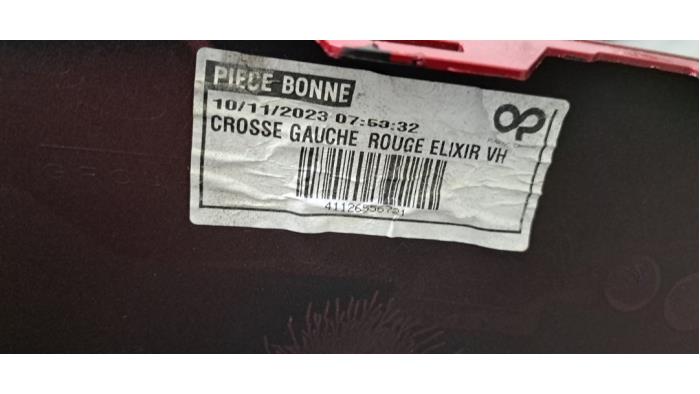 PIECE BONNE
10/11/2023 07:53:32
CROSSE GAUCHE ROUGE ELIXIR VH